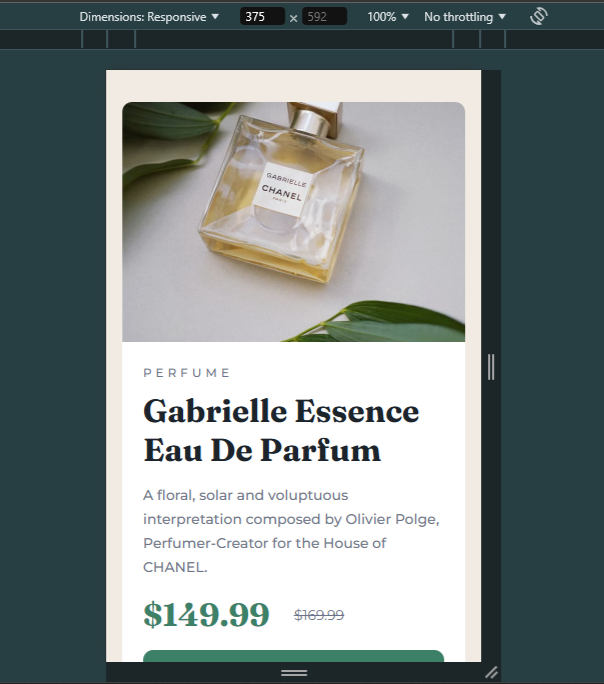 Dimensions: Responsive 375 × 592 100% No throttling
GABRIELLE
CHANEL
PARIS
PERFUME
Gabrielle Essence
Eau De Parfum
A floral, solar and voluptuous
interpretation composed by Olivier Polge,
Perfumer-Creator for the House of
CHANEL.
$149.99 $169.99